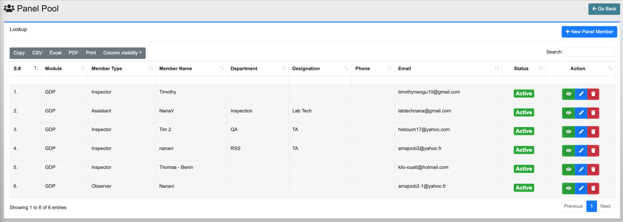 Panel Pool
Go Back
Lookup
New Panel Member
Copy CSV Excel PDF Print Column visibility
Search:
S.# Module Member Type Member Name Department Designation Phone Email Status Action
1. GDP Inspector Timothy timothynwogu10@gmail.com Active
2. GDP Assistant NanaV Inspection Lab Tech labtechnana@gmail.com Active
3. GDP Inspector Tim 2 QA TA histouch17@yahoo.com Active
4. GDP Inspector nanavi RSS TA amajoob2@yahoo.fr Active
5. GDP Inspector Thomas - Benin kilo-ouatt@hotmail.com Active
6. GDP Observer Nanavi amajoob2-1@yahoo.fr Active
Showing 1 to 6 of 6 entries
Previous 1 Next